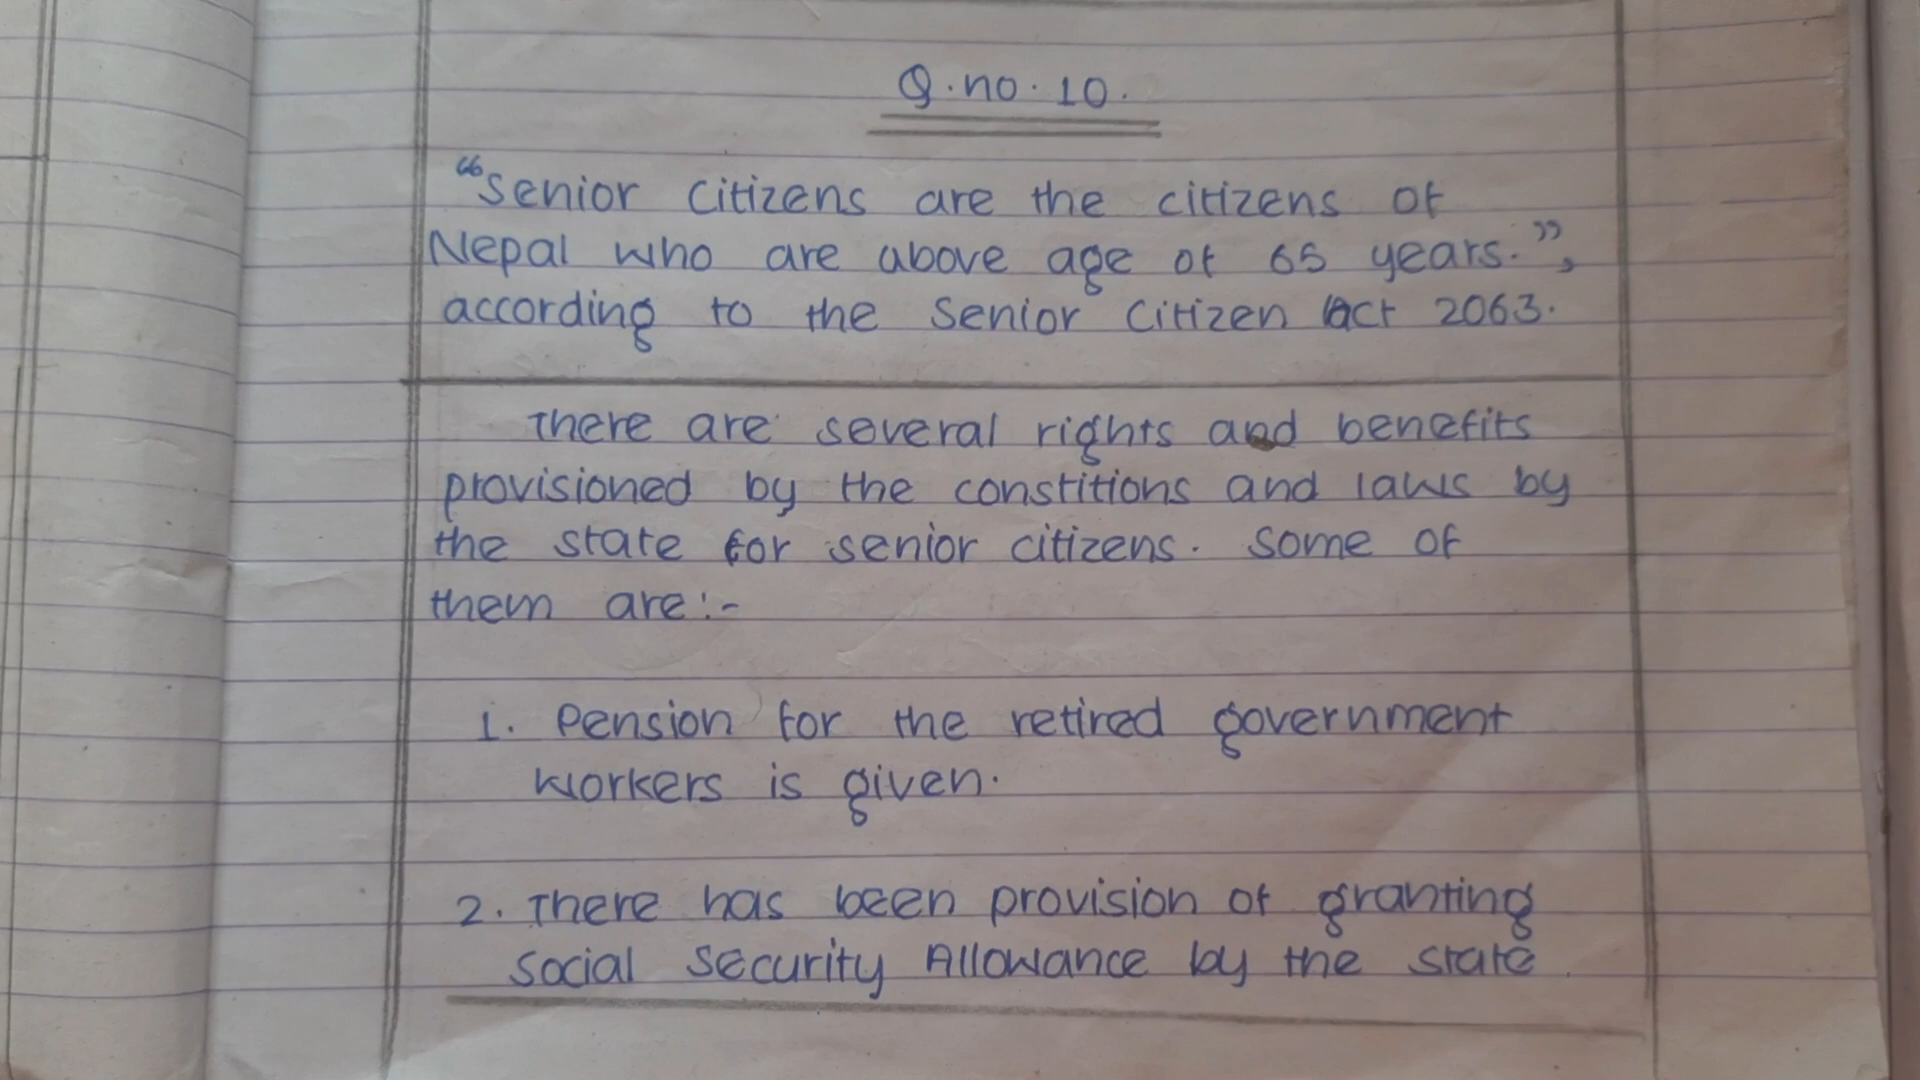 Q.no.10.
"Senior Citizens are the citizens of
Nepal who are above age of 65 years.",
according to the Senior Citizen Act 2063.
There are several rights and benefits
provisioned by the constitions and laws by
the state for senior citizens. Some of
them are:-
1. Pension for the retired government
workers is given.
2. There has been provision of granting
Social Security Allowance by the state